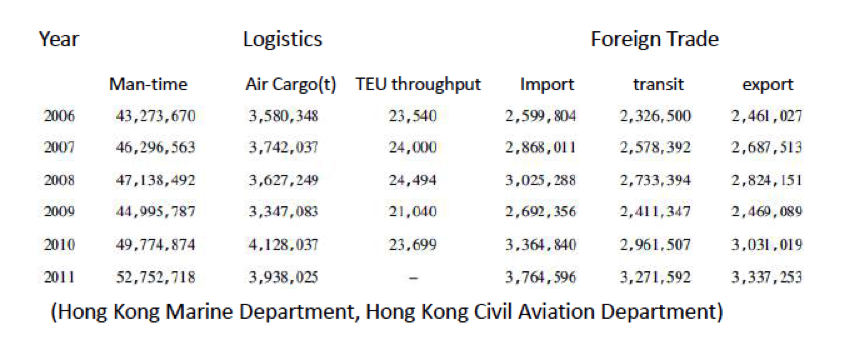 Year Logistics Foreign Trade
Man-time Air Cargo(t) TEU throughput Import transit export
2006 43,273,670 3,580,348 23,540 2,599,804 2,326,500 2,461,027
2007 46,296,563 3,742,037 24,000 2,868,011 2,578,392 2,687,513
2008 47,138,492 3,627,249 24,494 3,025,288 2,733,394 2,824,151
2009 44,995,787 3,347,083 21,040 2,692,356 2,411,347 2,469,089
2010 49,774,874 4,128,037 23,699 3,364,840 2,961,507 3,031,019
2011 52,752,718 3,938,025 – 3,764,596 3,271,592 3,337,253
(Hong Kong Marine Department, Hong Kong Civil Aviation Department)